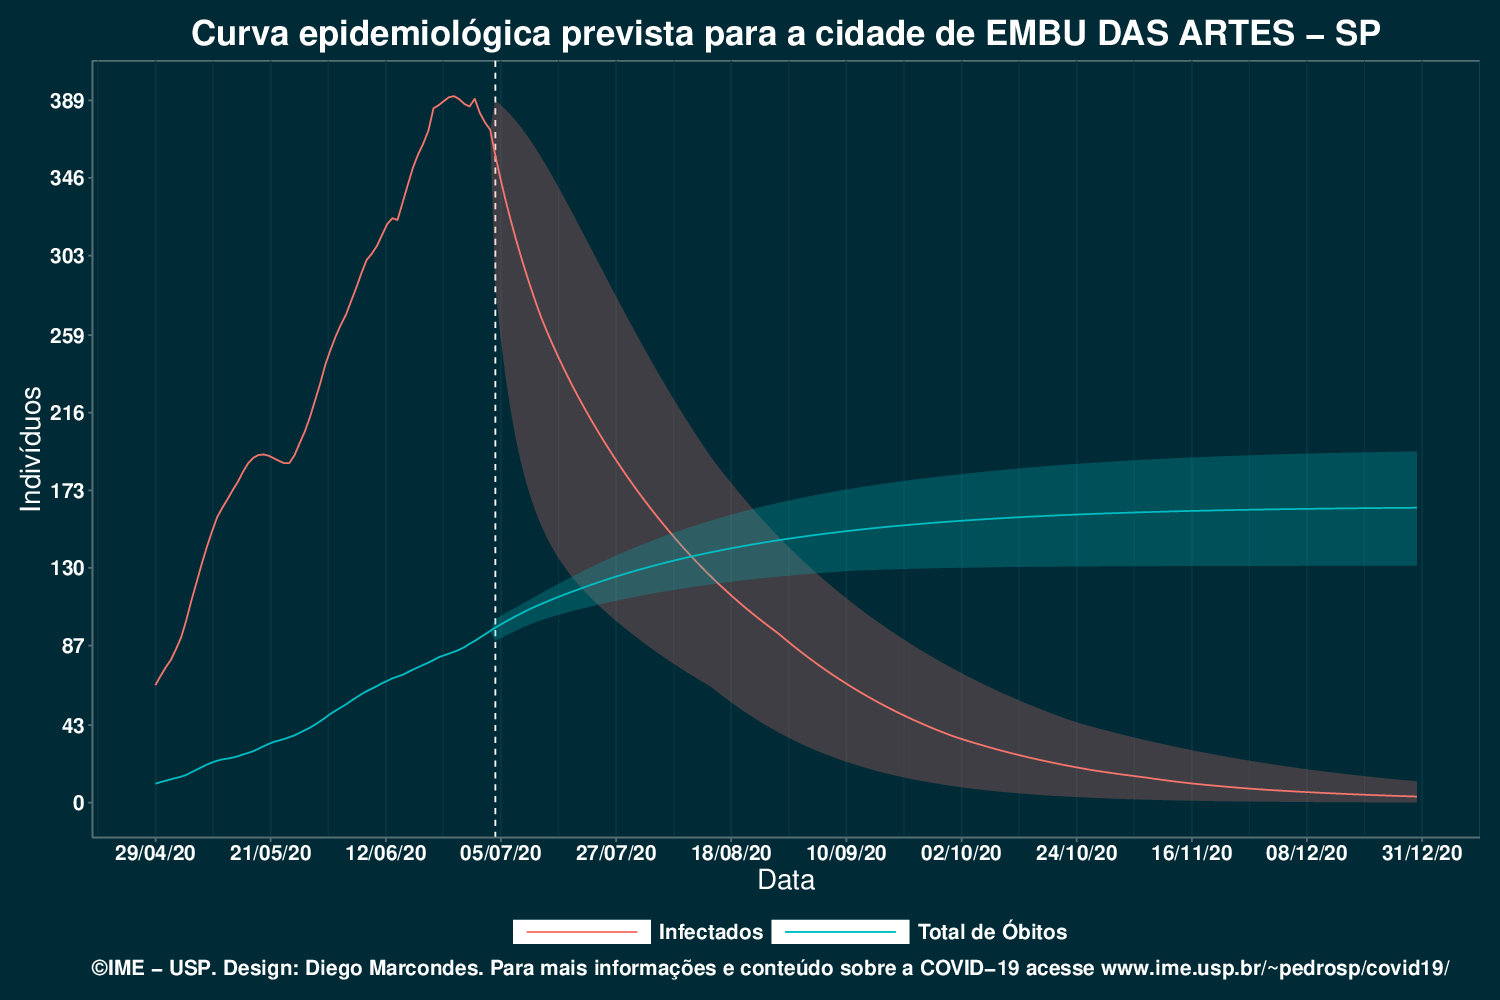 Curva epidemiológica prevista para a cidade de EMBU DAS ARTES – SP
389
346
303
259
216
173
130
87
43
0
Indivíduos
29/04/20 21/05/20 12/06/20 05/07/20 27/07/20 18/08/20 10/09/20 02/10/20 24/10/20 16/11/20 08/12/20 31/12/20
Data
Infectados Total de Óbitos
©IME – USP. Design: Diego Marcondes. Para mais informações e conteúdo sobre a COVID–19 acesse www.ime.usp.br/~pedrosp/covid19/